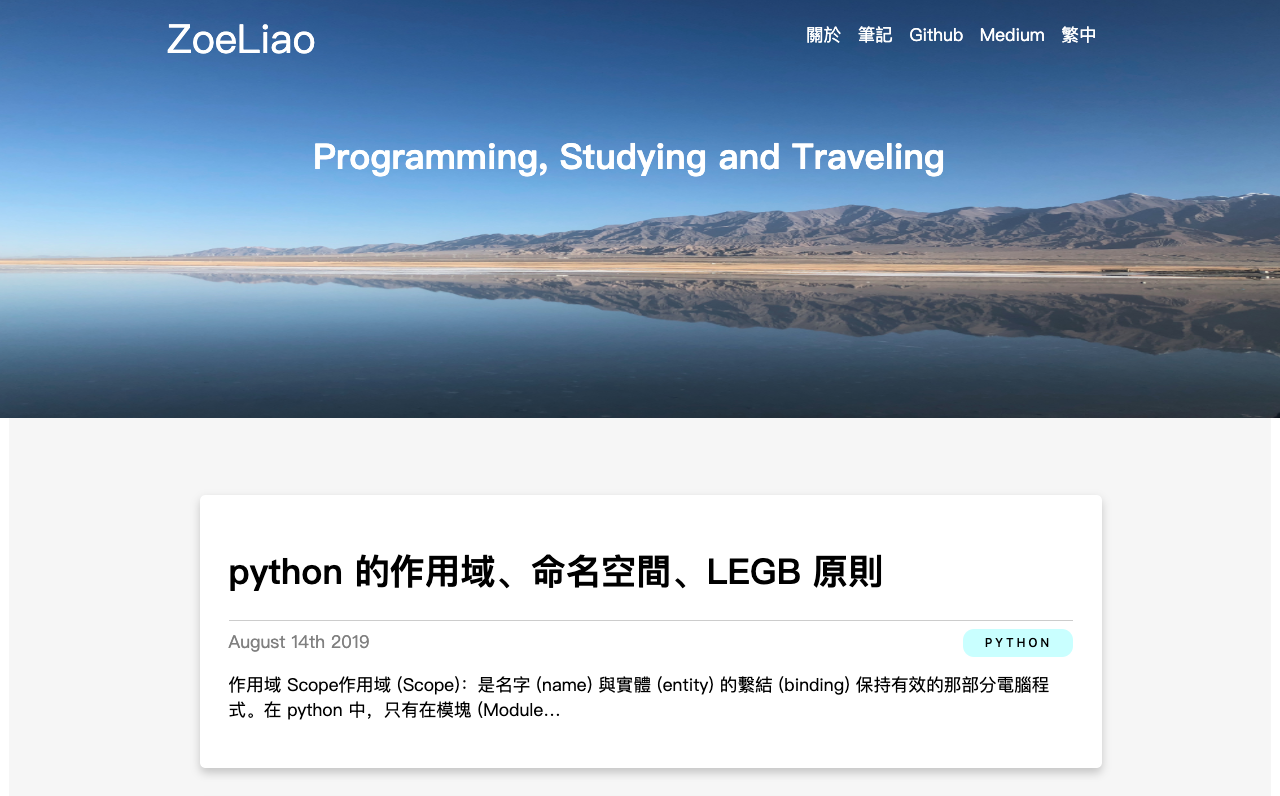 ZoeLiao
關於 筆記 Github Medium 繁中
Programming, Studying and Traveling
python 的作用域、命名空間、LEGB 原則
August 14th 2019
PYTHON
作用域 Scope作用域 (Scope)：是名字 (name) 與實體 (entity) 的繫結 (binding) 保持有效的那部分電腦程
式。在 python 中，只有在模塊 (Module...